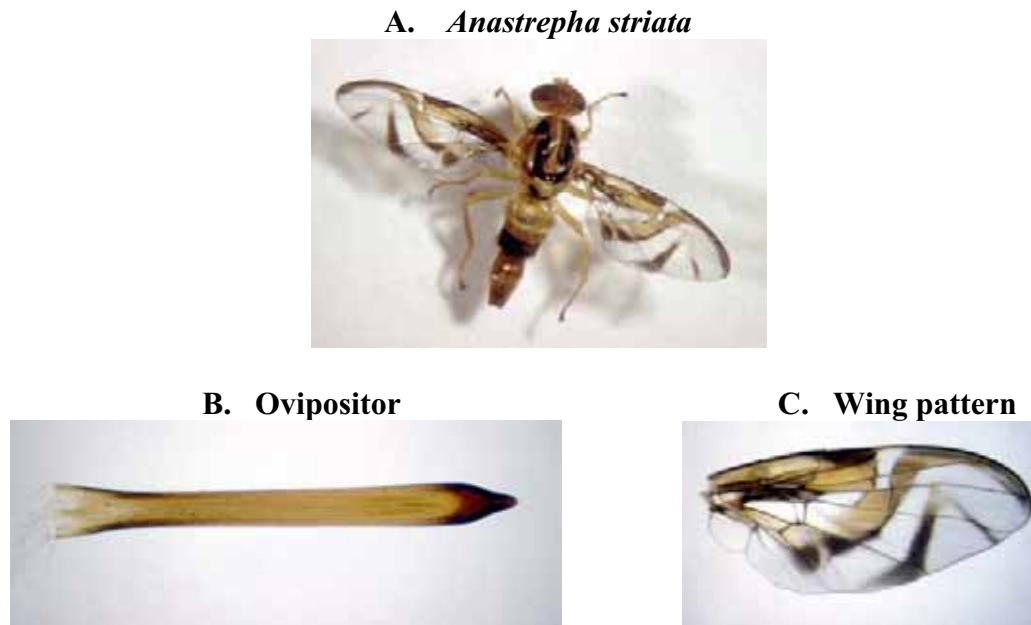 A. Anastrepha striata
B. Ovipositor
C. Wing pattern